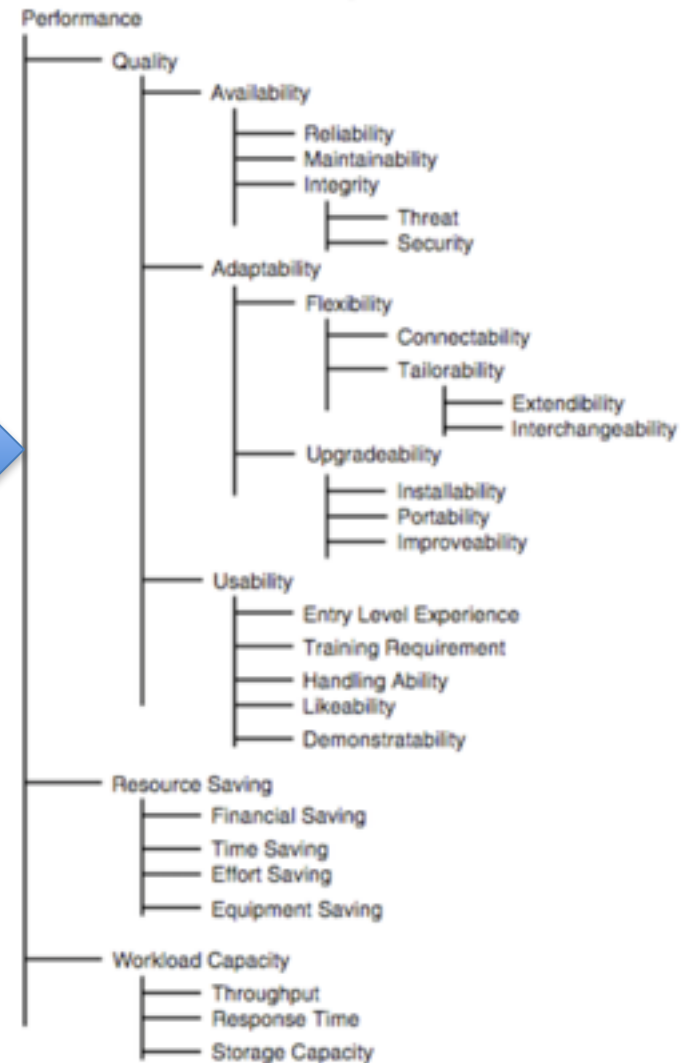 Performance
Quality
Availability
Reliability
Maintainability
Integrity
Threat
Security
Adaptability
Flexibility
Connectability
Tailorability
Extendibility
Interchangeability
Upgradeability
Installability
Portability
Improveability
Usability
Entry Level Experience
Training Requirement
Handling Ability
Likeability
Demonstratability
Resource Saving
Financial Saving
Time Saving
Effort Saving
Equipment Saving
Workload Capacity
Throughput
Response Time
Storage Capacity